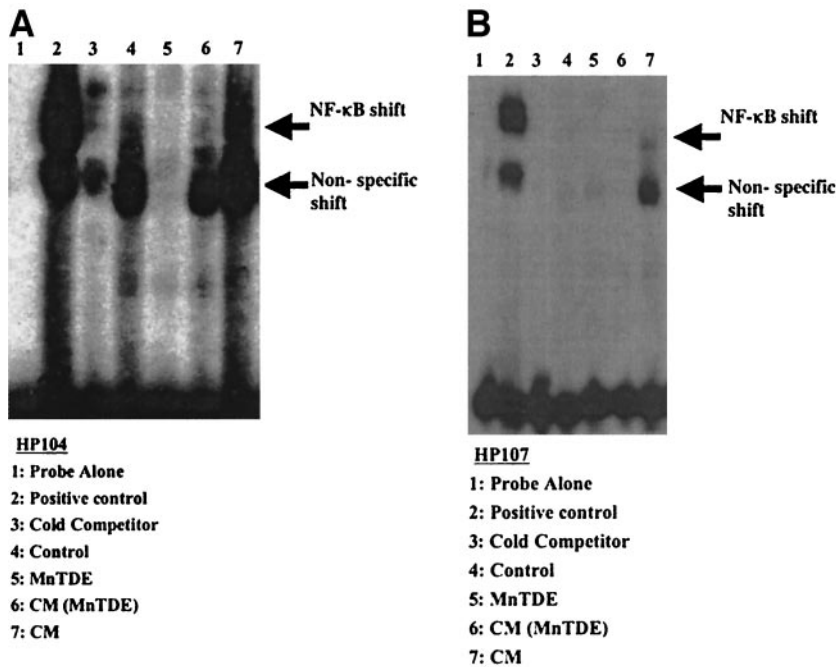 A
1 2 3 4 5 6 7
NF-κB shift
Non- specific
shift
HP104
1: Probe Alone
2: Positive control
3: Cold Competitor
4: Control
5: MnTDE
6: CM (MnTDE)
7: CM
B
1 2 3 4 5 6 7
NF-κB shift
Non- specific
shift
HP107
1: Probe Alone
2: Positive control
3: Cold Competitor
4: Control
5: MnTDE
6: CM (MnTDE)
7: CM